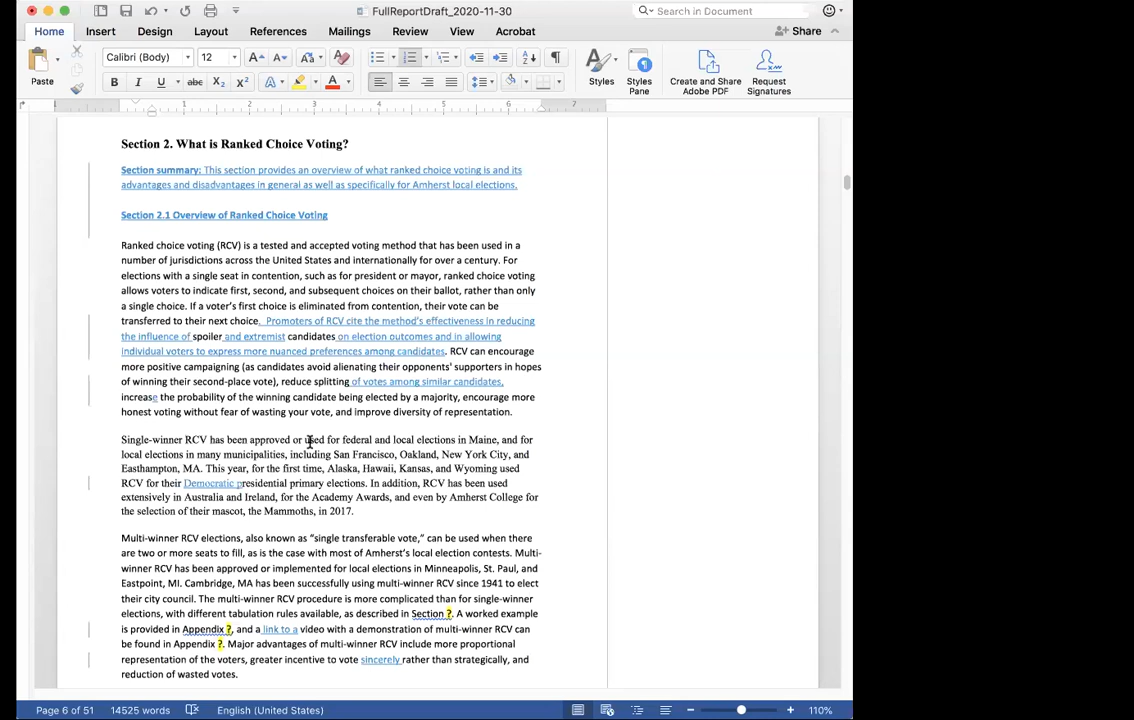 FullReportDraft_2020-11-30
Search in Document
Home Insert Design Layout References Mailings Review View Acrobat Share
Paste
Calibri (Body) 12
Styles Styles Pane Create and Share Adobe PDF Request Signatures
1 2 3 4 5 6 7
Section 2. What is Ranked Choice Voting?
Section summary: This section provides an overview of what ranked choice voting is and its
advantages and disadvantages in general as well as specifically for Amherst local elections.
Section 2.1 Overview of Ranked Choice Voting
Ranked choice voting (RCV) is a tested and accepted voting method that has been used in a
number of jurisdictions across the United States and internationally for over a century. For
elections with a single seat in contention, such as for president or mayor, ranked choice voting
allows voters to indicate first, second, and subsequent choices on their ballot, rather than only
a single choice. If a voter's first choice is eliminated from contention, their vote can be
transferred to their next choice. Promoters of RCV cite the method's effectiveness in reducing
the influence of spoiler and extremist candidates on election outcomes and in allowing
individual voters to express more nuanced preferences among candidates. RCV can encourage
more positive campaigning (as candidates avoid alienating their opponents' supporters in hopes
of winning their second-place vote), reduce splitting of votes among similar candidates,
increase the probability of the winning candidate being elected by a majority, encourage more
honest voting without fear of wasting your vote, and improve diversity of representation.
Single-winner RCV has been approved or used for federal and local elections in Maine, and for
local elections in many municipalities, including San Francisco, Oakland, New York City, and
Easthampton, MA. This year, for the first time, Alaska, Hawaii, Kansas, and Wyoming used
RCV for their Democratic presidential primary elections. In addition, RCV has been used
extensively in Australia and Ireland, for the Academy Awards, and even by Amherst College for
the selection of their mascot, the Mammoths, in 2017.
Multi-winner RCV elections, also known as “single transferable vote,” can be used when there
are two or more seats to fill, as is the case with most of Amherst's local election contests. Multi-
winner RCV has been approved or implemented for local elections in Minneapolis, St. Paul, and
Eastpoint, MI. Cambridge, MA has been successfully using multi-winner RCV since 1941 to elect
their city council. The multi-winner RCV procedure is more complicated than for single-winner
elections, with different tabulation rules available, as described in Section ?. A worked example
is provided in Appendix ?, and a link to a video with a demonstration of multi-winner RCV can
be found in Appendix ?. Major advantages of multi-winner RCV include more proportional
representation of the voters, greater incentive to vote sincerely rather than strategically, and
reduction of wasted votes.
Page 6 of 51 14525 words English (United States) 110%